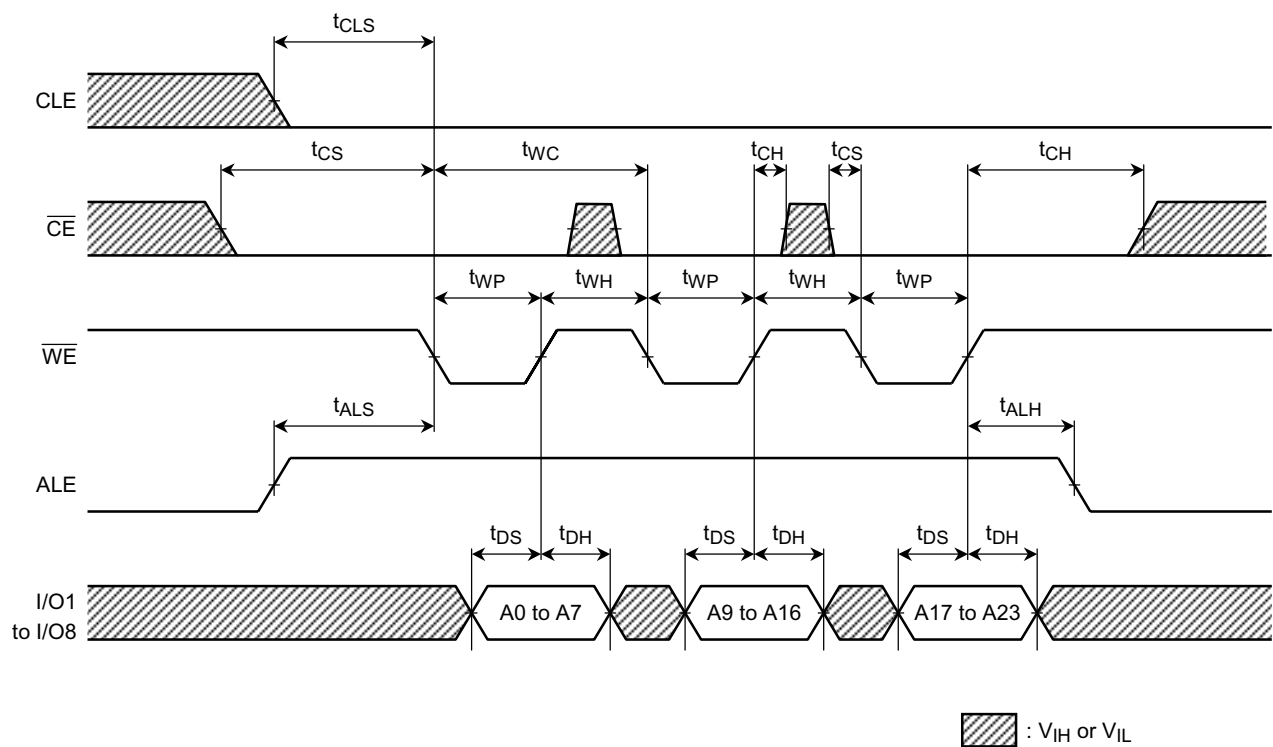 tCLS
CLE
tCS tWC tCH tCS tCH
CE
tWP tWH tWP tWH tWP
WE
tALS tALH
ALE
tDS tDH tDS tDH tDS tDH
I/O1
to I/O8
A0 to A7 A9 to A16 A17 to A23
: VIH or VIL